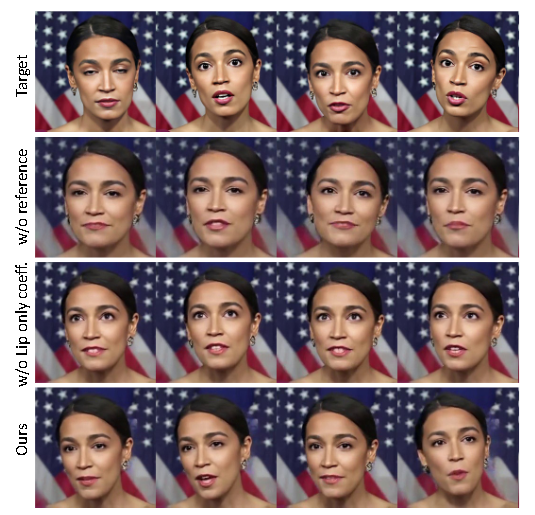 Target
w/o reference
w/o Lip only coeff.
Ours